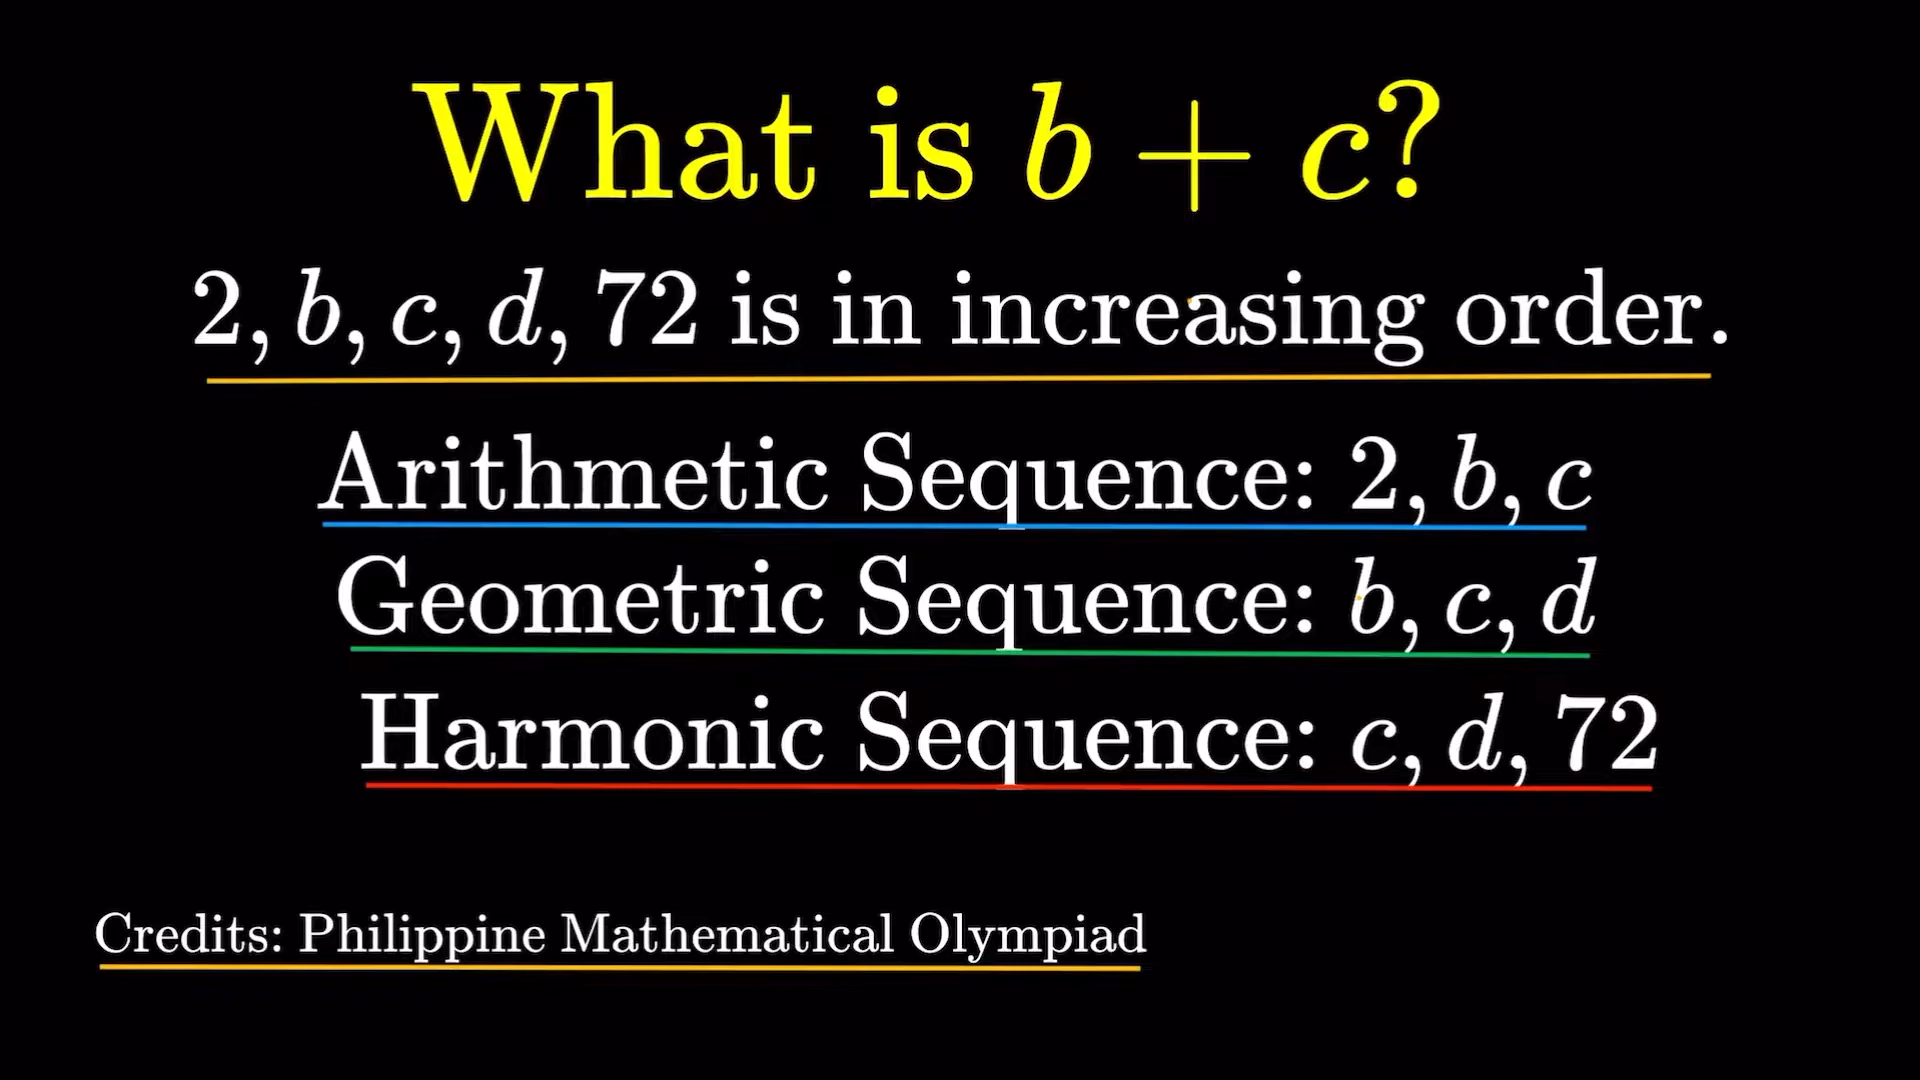 What is b + c?
2, b, c, d, 72 is in increasing order.
Arithmetic Sequence: 2, b, c
Geometric Sequence: b, c, d
Harmonic Sequence: c, d, 72
Credits: Philippine Mathematical Olympiad